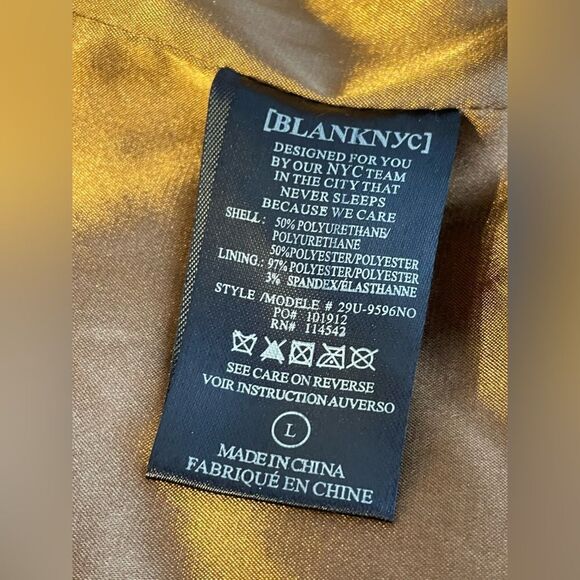 [BLANKNYC]
DESIGNED FOR YOU
BY OUR NYC TEAM
IN THE CITY THAT
NEVER SLEEPS
BECAUSE WE CARE
SHELL: 50% POLYURETHANE/
POLYURETHANE
50% POLYESTER/POLYESTER
LINING: 97% POLYESTER/POLYESTER
3% SPANDEX/ÉLASTHANNE
STYLE /MODELE # 29U-9596NO
PO# 101912
RN# 114542
SEE CARE ON REVERSE
VOIR INSTRUCTION AUVERSO
L
MADE IN CHINA
FABRIQUÉ EN CHINE